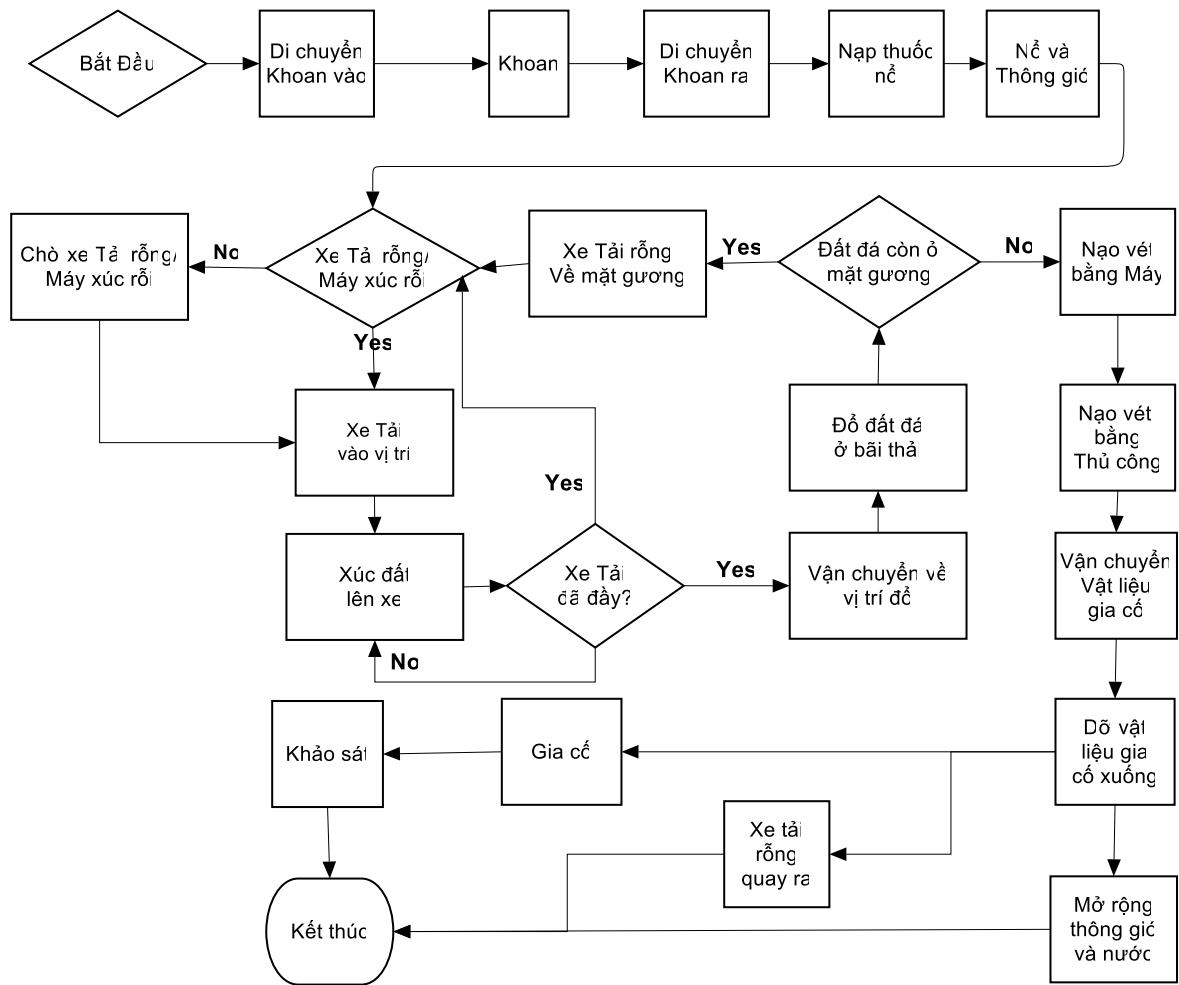 Bắt Đầu
Di chuyển
Khoan vào
Khoan
Di chuyển
Khoan ra
Nạp thuốc
nổ
Nổ và
Thông gió
Chờ xe Tải rỗng/
Máy xúc rỗi
No
Xe Tải rỗng/
Máy xúc rỗi
Yes
Xe Tải rỗng
Về mặt gương
Yes
Đất đá còn ở
mặt gương
No
Nạo vét
bằng Máy
Xe Tải
vào vị trí
Đổ đất đá
ở bãi thải
Nạo vét
bằng
Thủ công
Yes
Xúc đất
lên xe
Xe Tải
đã đầy?
Yes
Vận chuyển về
vị trí đổ
Vận chuyển
Vật liệu
gia cố
No
Khảo sát
Gia cố
Dỡ vật
liệu gia
cố xuống
Xe tải
rỗng
quay ra
Kết thúc
Mở rộng
thông gió
và nước